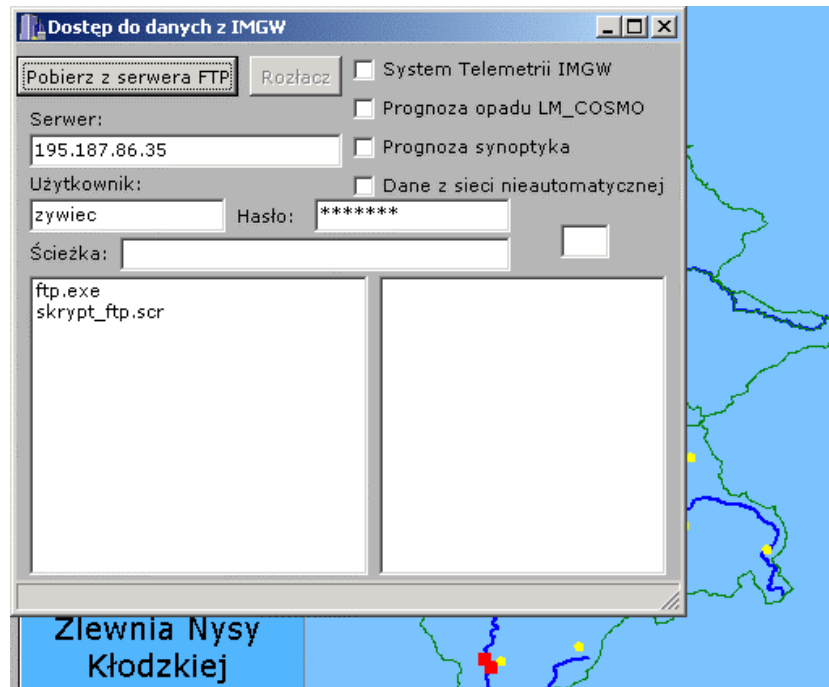 Dostęp do danych z IMGW
Pobierz z serwera FTP
Rozłacz
System Telemetrii IMGW
Prognoza opadu LM_COSMO
Serwer:
195.187.86.35
Prognoza synoptyka
Użytkownik:
Dane z sieci nieautomatycznej
zywiec
Hasło:
*******
Ścieżka:
ftp.exe
skrypt_ftp.scr
Zlewnia Nysy
Kłodzkiej